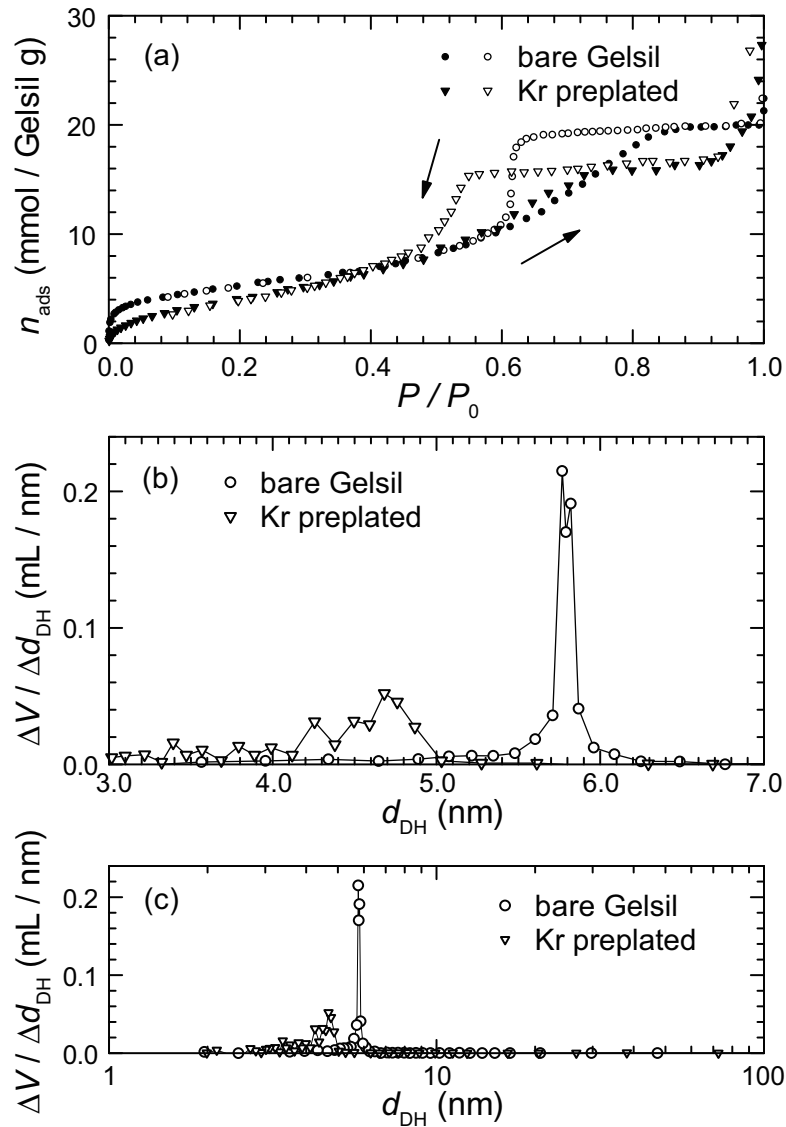 30
(a)
bare Gelsil
Kr preplated
20
10
0
n_ads (mmol / Gelsil g)
0.0 0.2 0.4 0.6 0.8 1.0
P / P_0
(b)
bare Gelsil
Kr preplated
0.2
0.1
0.0
ΔV / Δd_DH (mL / nm)
3.0 4.0 5.0 6.0 7.0
d_DH (nm)
(c)
bare Gelsil
Kr preplated
0.2
0.1
0.0
ΔV / Δd_DH (mL / nm)
1 10 100
d_DH (nm)